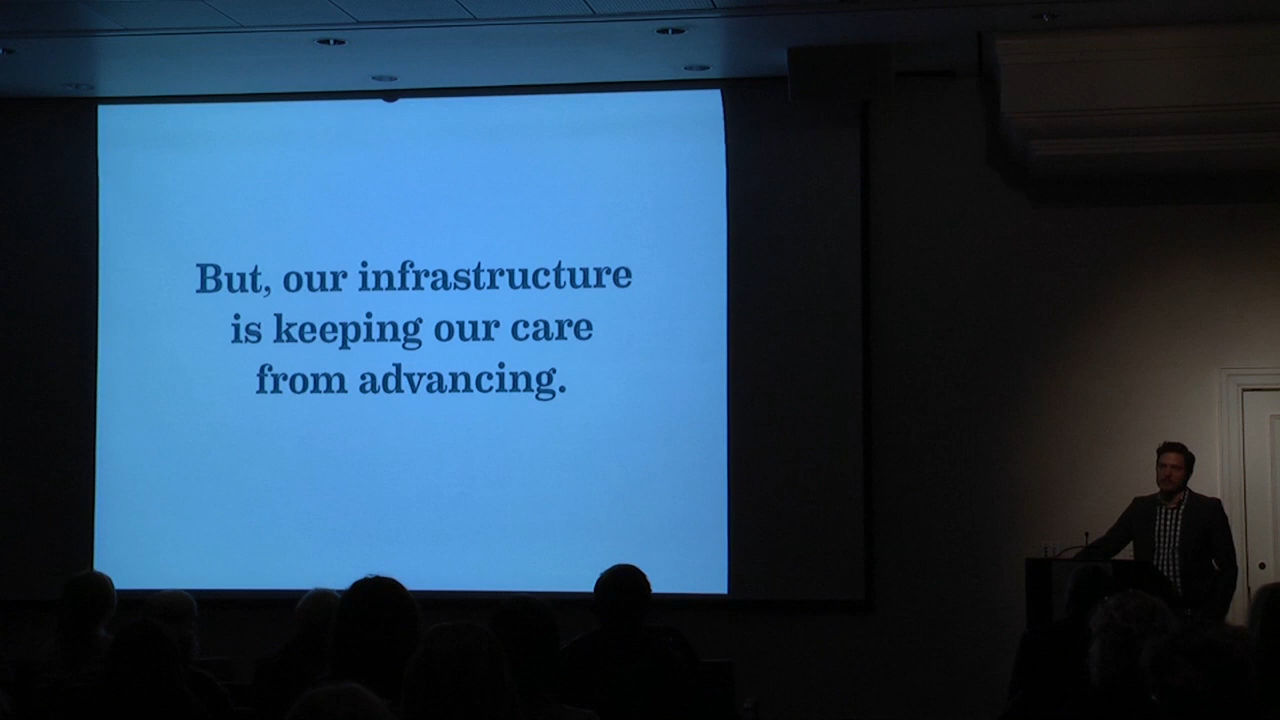 But, our infrastructure
is keeping our care
from advancing.